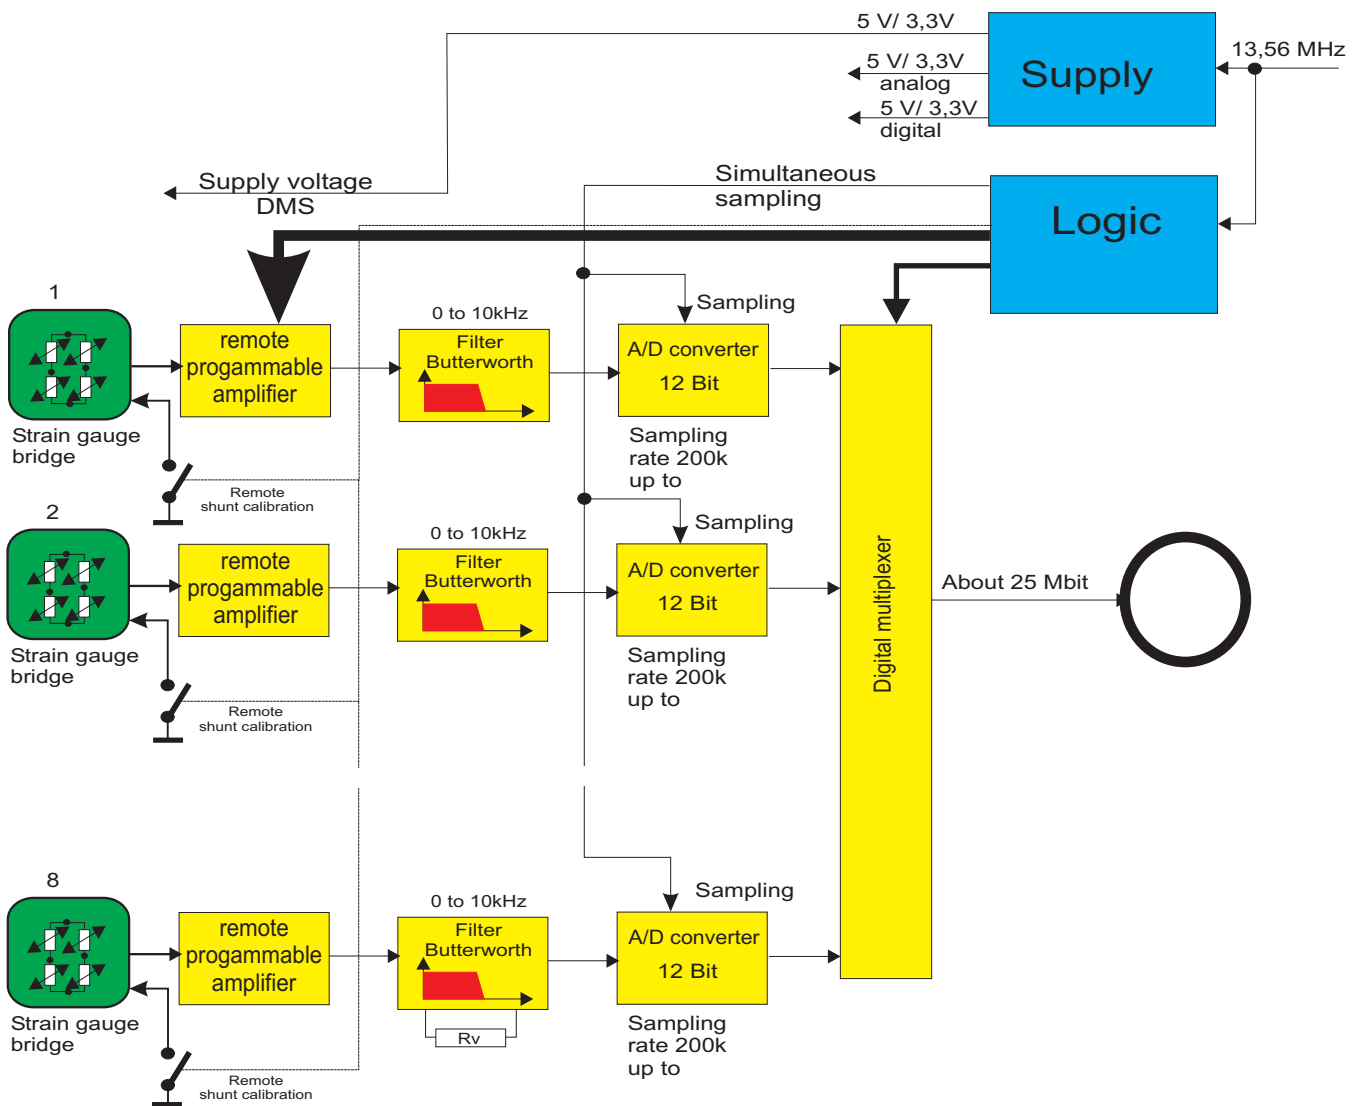 5 V/ 3,3V
13,56 MHz
Supply
5 V/ 3,3V
analog
5 V/ 3,3V
digital
Supply voltage
DMS
Simultaneous
sampling
Logic
1
Strain gauge
bridge
remote
progammable
amplifier
0 to 10kHz
Filter
Butterworth
Sampling
A/D converter
12 Bit
Sampling
rate 200k
up to
Remote
shunt calibration
2
Strain gauge
bridge
remote
progammable
amplifier
0 to 10kHz
Filter
Butterworth
Sampling
A/D converter
12 Bit
Sampling
rate 200k
up to
Remote
shunt calibration
Digital multiplexer
About 25 Mbit
8
Strain gauge
bridge
remote
progammable
amplifier
0 to 10kHz
Filter
Butterworth
Rv
Sampling
A/D converter
12 Bit
Sampling
rate 200k
up to
Remote
shunt calibration